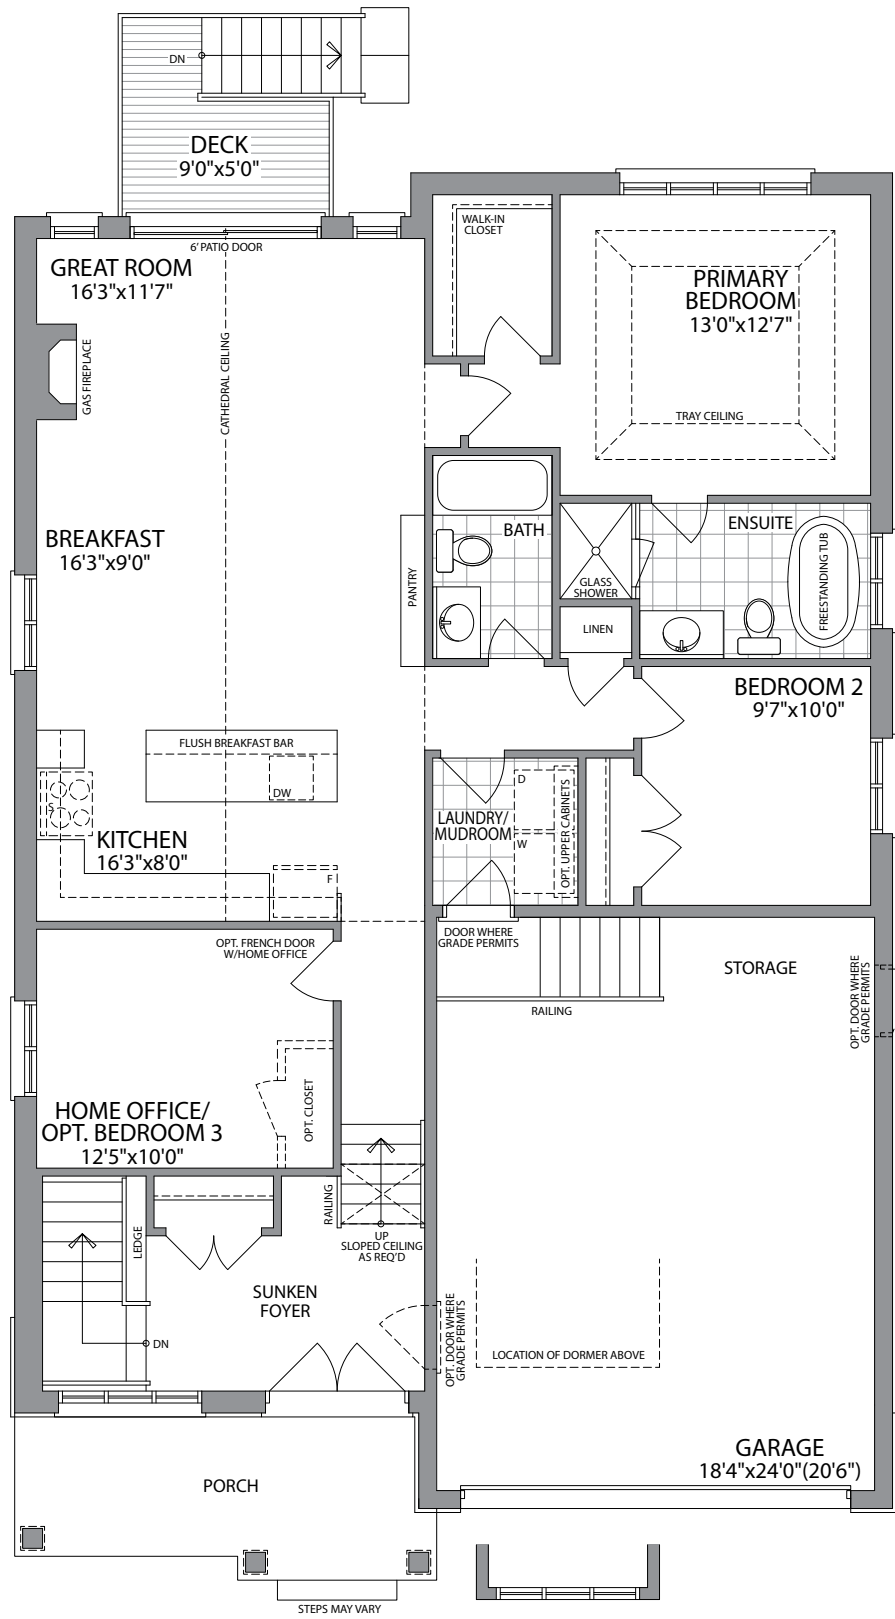 DN
DECK
9'0"x5'0"
6' PATIO DOOR
GREAT ROOM
16'3"x11'7"
GAS FIREPLACE
CATHEDRAL CEILING
WALK-IN
CLOSET
PRIMARY
BEDROOM
13'0"x12'7"
TRAY CEILING
BREAKFAST
16'3"x9'0"
PANTRY
BATH
GLASS
SHOWER
ENSUITE
FREESTANDING TUB
LINEN
BEDROOM 2
9'7"x10'0"
FLUSH BREAKFAST BAR
DW
S
KITCHEN
16'3"x8'0"
F
LAUNDRY/
MUDROOM
D
W
OPT. UPPER CABINETS
OPT. FRENCH DOOR
W/HOME OFFICE
DOOR WHERE
GRADE PERMITS
RAILING
STORAGE
OPT. DOOR WHERE
GRADE PERMITS
HOME OFFICE/
OPT. BEDROOM 3
12'5"x10'0"
OPT. CLOSET
LEDGE
DN
RAILING
UP
SLOPED CEILING
AS REQ'D
SUNKEN
FOYER
OPT. DOOR WHERE
GRADE PERMITS
LOCATION OF DORMER ABOVE
GARAGE
18'4"x24'0"(20'6")
PORCH
STEPS MAY VARY